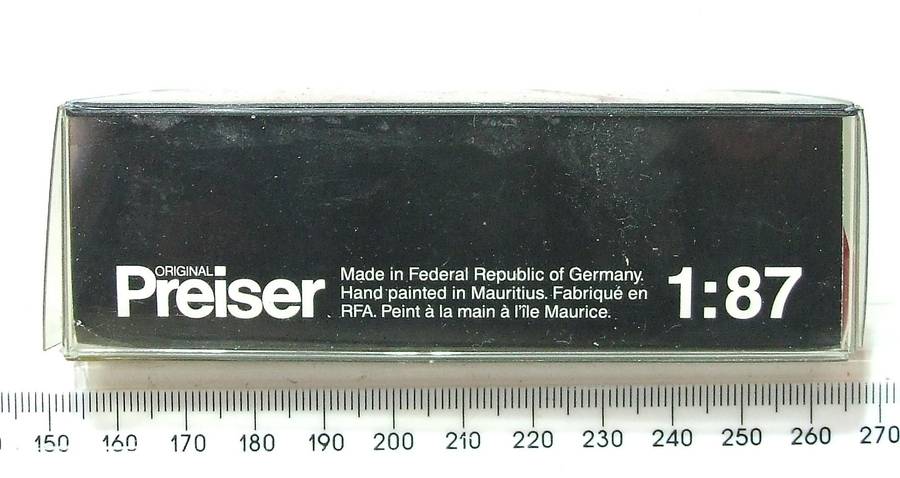 ORIGINAL
Preiser
Made in Federal Republic of Germany.
Hand painted in Mauritius. Fabriqué en
RFA. Peint à la main à l'île Maurice.
1:87
150 160 170 180 190 200 210 220 230 240 250 260 270